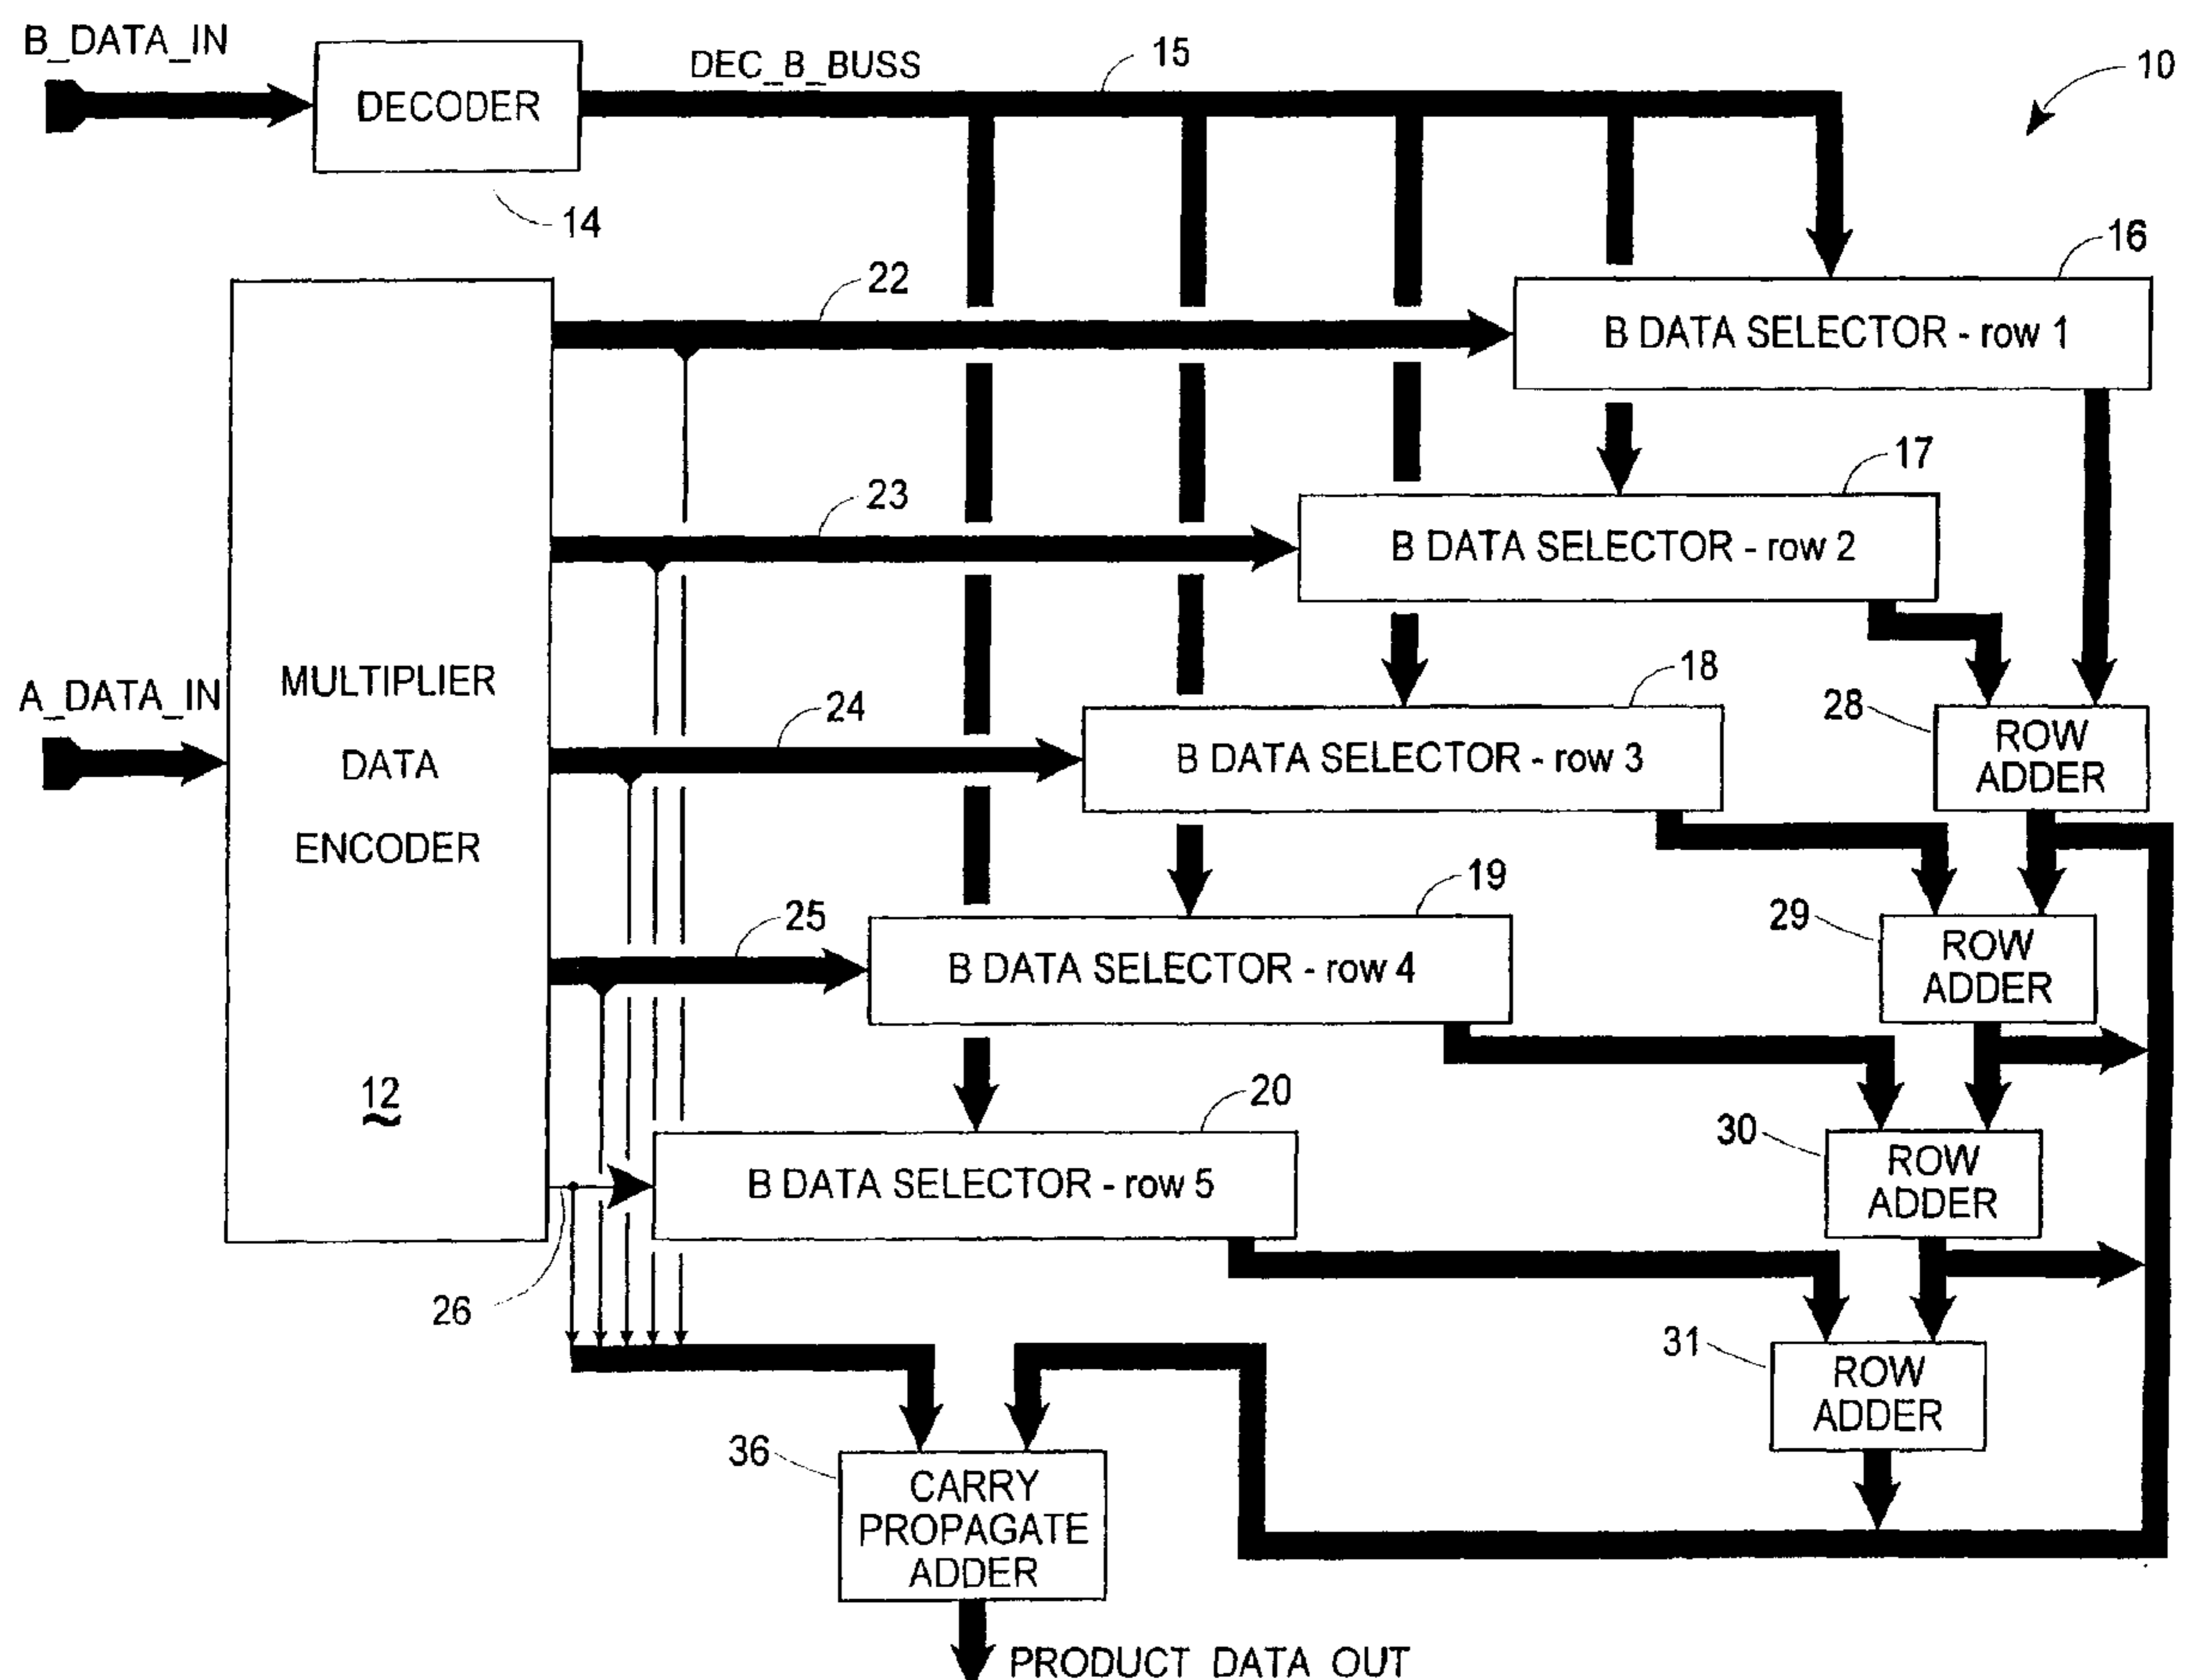 B_DATA_IN
DECODER
DEC_B_BUSS
15
10
14
16
22
B DATA SELECTOR - row 1
17
23
B DATA SELECTOR - row 2
A_DATA_IN
MULTIPLIER
DATA
ENCODER
12
18
24
B DATA SELECTOR - row 3
28
ROW
ADDER
19
25
B DATA SELECTOR - row 4
29
ROW
ADDER
20
B DATA SELECTOR - row 5
30
ROW
ADDER
26
31
ROW
ADDER
36
CARRY
PROPAGATE
ADDER
PRODUCT DATA OUT